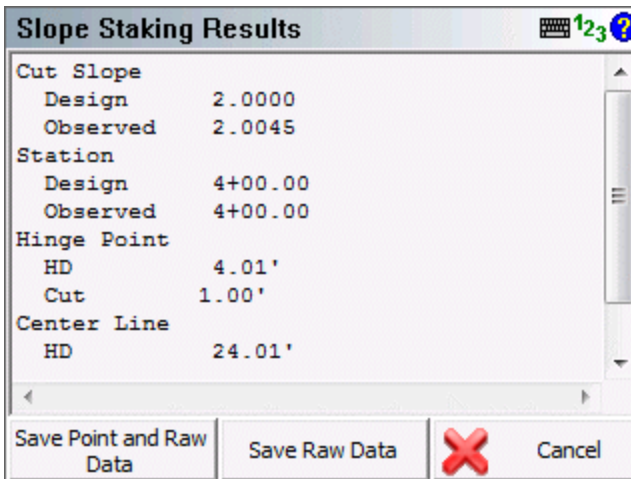 Slope Staking Results 123 ?
Cut Slope
Design 2.0000
Observed 2.0045
Station
Design 4+00.00
Observed 4+00.00
Hinge Point
HD 4.01'
Cut 1.00'
Center Line
HD 24.01'
Save Point and Raw
Data
Save Raw Data
Cancel